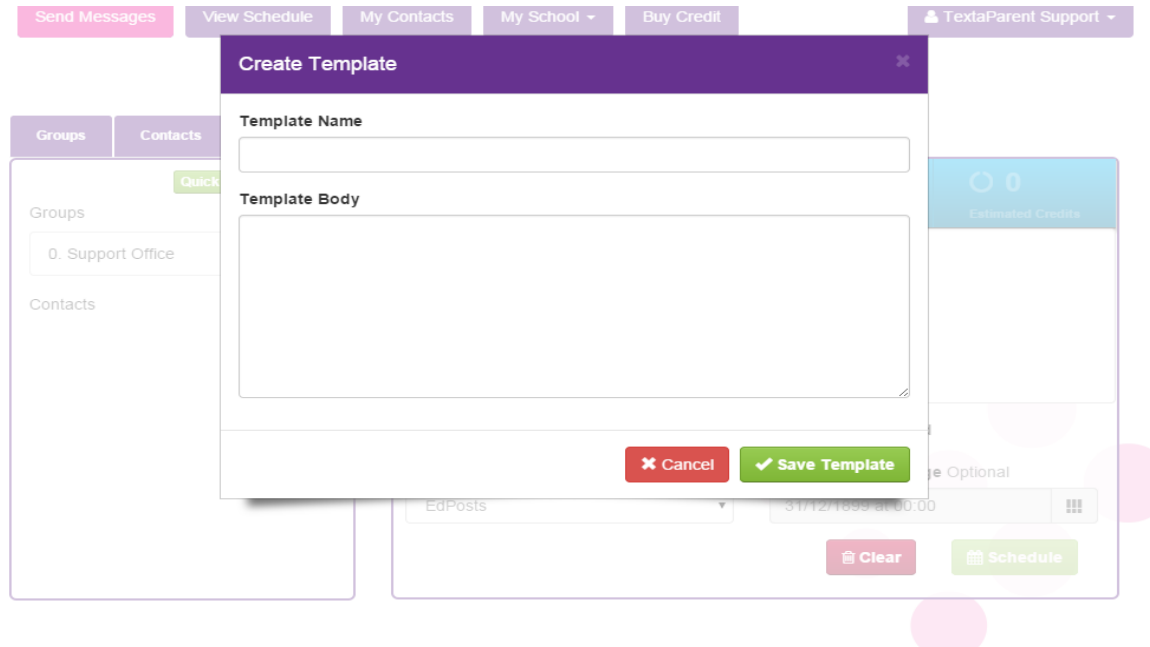 Send Messages View Schedule My Contacts My School Buy Credit TextaParent Support
Create Template
Template Name
Groups Contacts
Quick
0
Template Body
Estimated Credits
Groups
0. Support Office
Contacts
Cancel Save Template
Optional
EdPosts 31/12/1899 at 00:00
Clear Schedule